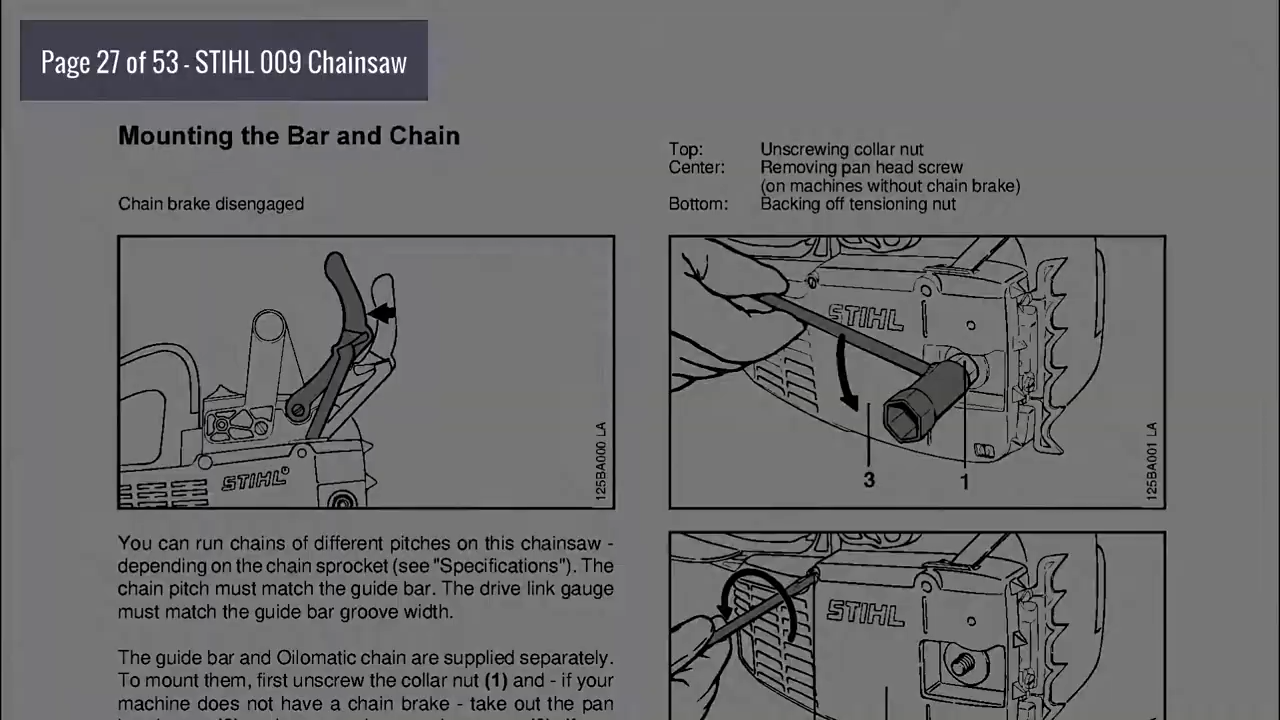 Page 27 of 53 - STIHL 009 Chainsaw
Mounting the Bar and Chain
Chain brake disengaged
STIHL®
125BA000 LA
You can run chains of different pitches on this chainsaw -
depending on the chain sprocket (see "Specifications"). The
chain pitch must match the guide bar. The drive link gauge
must match the guide bar groove width.
The guide bar and Oilomatic chain are supplied separately.
To mount them, first unscrew the collar nut (1) and - if your
machine does not have a chain brake - take out the pan
Top: Unscrewing collar nut
Center: Removing pan head screw
(on machines without chain brake)
Bottom: Backing off tensioning nut
STIHL
3 1
125BA001 LA
STIHL